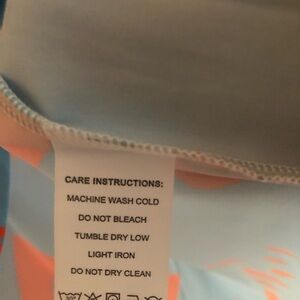 CARE INSTRUCTIONS:
MACHINE WASH COLD
DO NOT BLEACH
TUMBLE DRY LOW
LIGHT IRON
DO NOT DRY CLEAN